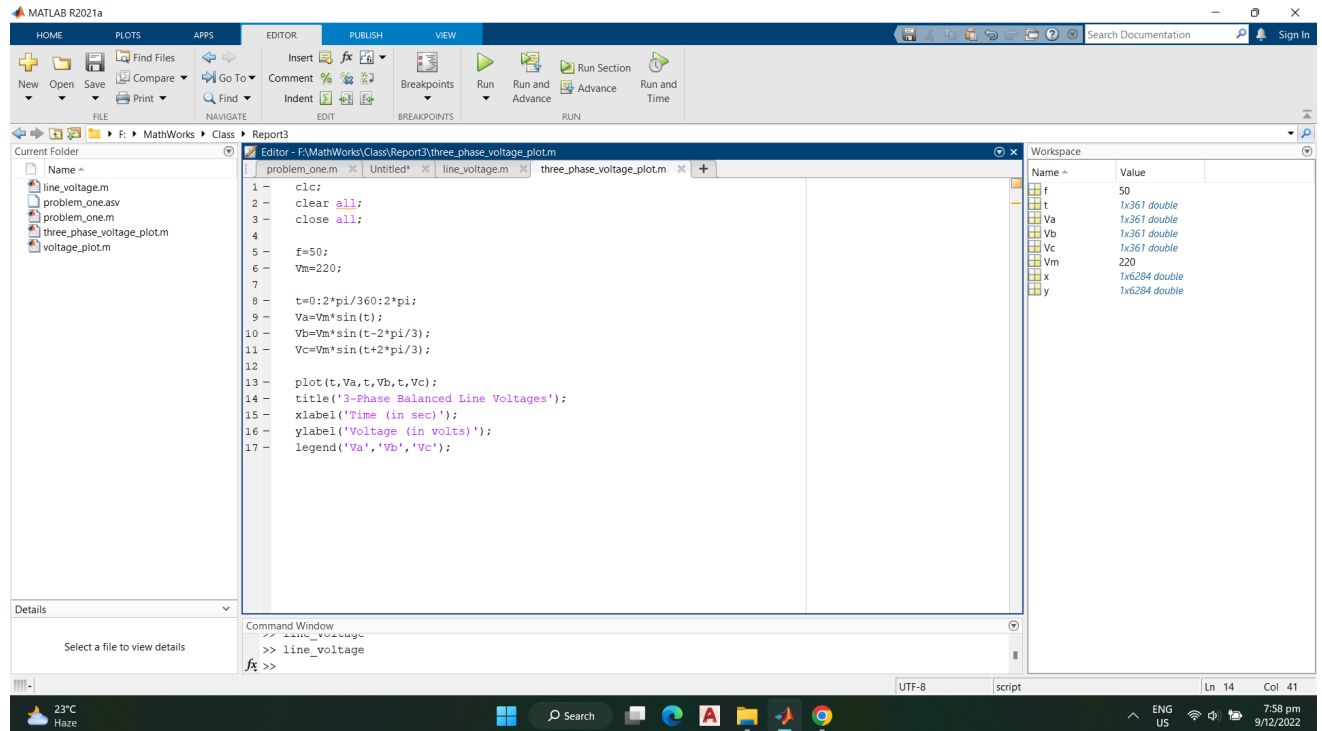 MATLAB R2021a
HOME PLOTS APPS EDITOR PUBLISH VIEW Search Documentation Sign In
New Open Save Find Files Compare Print
Go To Find
Insert fx Comment Indent
Breakpoints Run Run and Advance Run Section Advance Run and Time
FILE NAVIGATE EDIT BREAKPOINTS RUN
F: MathWorks Class Report3
Current Folder
Name
line_voltage.m
problem_one.asv
problem_one.m
three_phase_voltage_plot.m
voltage_plot.m
Details
Select a file to view details
Editor - F:\MathWorks\Class\Report3\three_phase_voltage_plot.m
problem_one.m Untitled* line_voltage.m three_phase_voltage_plot.m
1 - clc;
2 - clear all;
3 - close all;
4
5 - f=50;
6 - Vm=220;
7
8 - t=0:2*pi/360:2*pi;
9 - Va=Vm*sin(t);
10 - Vb=Vm*sin(t-2*pi/3);
11 - Vc=Vm*sin(t+2*pi/3);
12
13 - plot(t,Va,t,Vb,t,Vc);
14 - title('3-Phase Balanced Line Voltages');
15 - xlabel('Time (in sec)');
16 - ylabel('Voltage (in volts)');
17 - legend('Va','Vb','Vc');
Command Window
>> line_voltage
>> line_voltage
fx >>
Workspace
Name Value
f 50
t 1x361 double
Va 1x361 double
Vb 1x361 double
Vc 1x361 double
Vm 220
x 1x6284 double
y 1x6284 double
UTF-8 script Ln 14 Col 41
23°C
Haze
Search
A
ENG
US
7:58 pm
9/12/2022